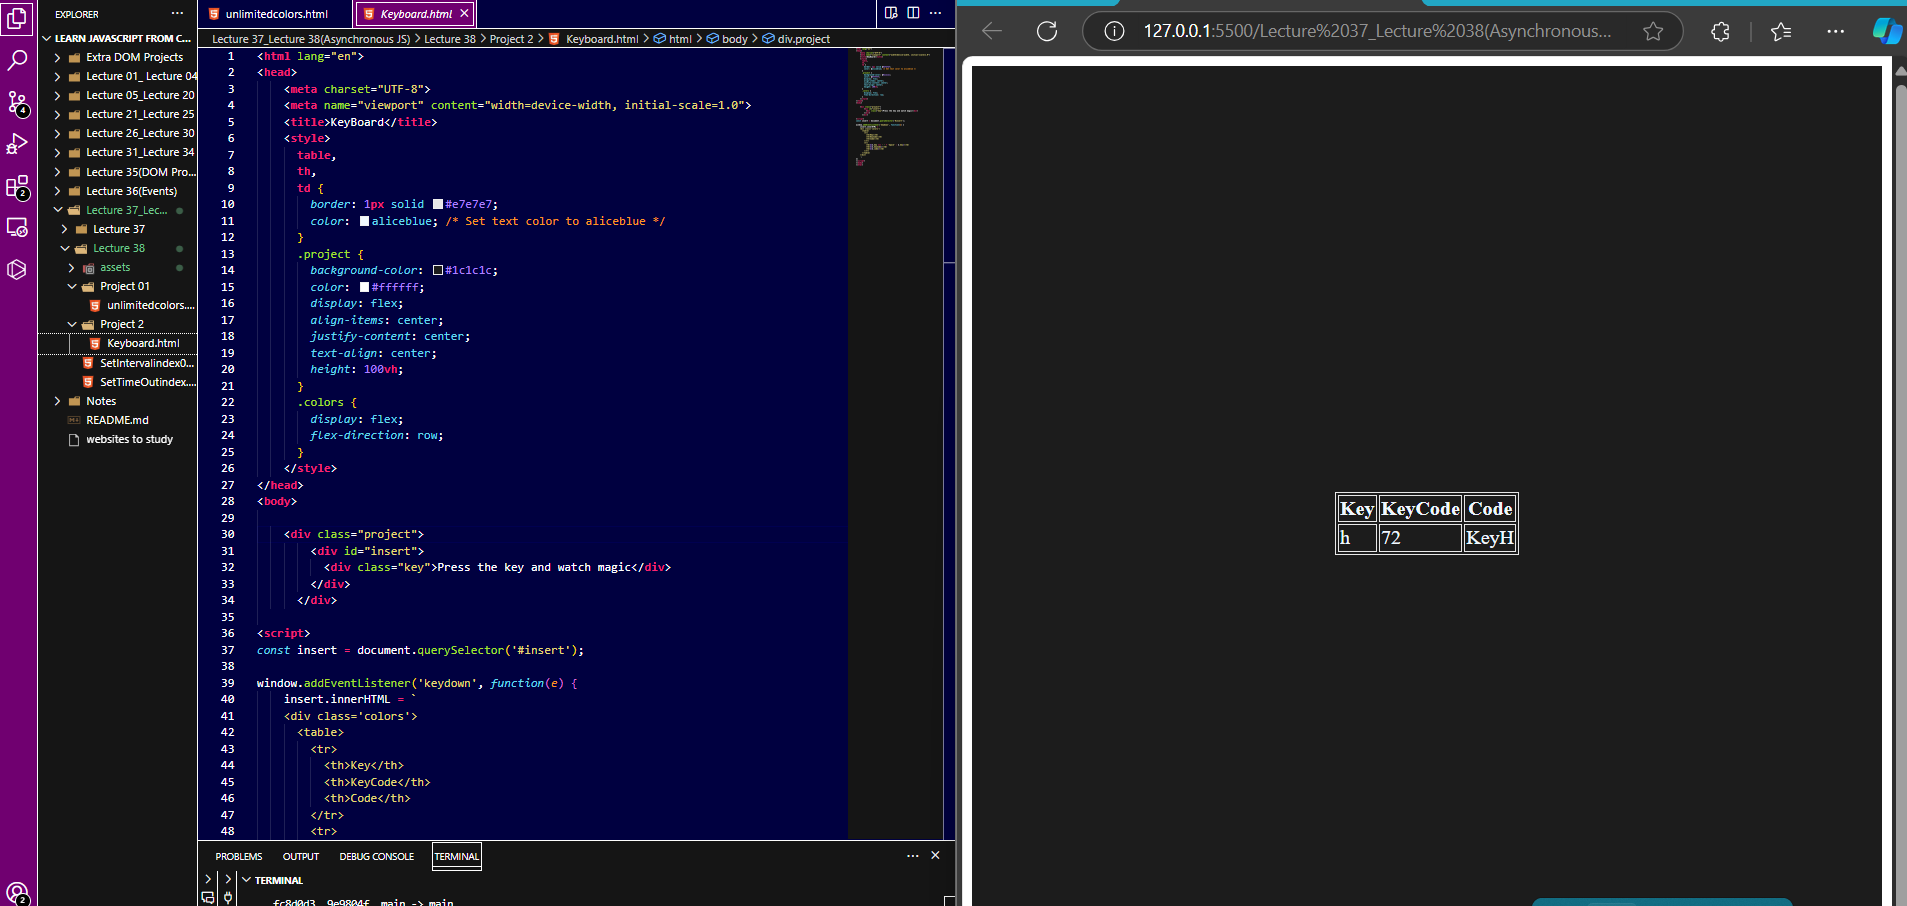 EXPLORER
LEARN JAVASCRIPT FROM C...
Extra DOM Projects
Lecture 01_ Lecture 04
Lecture 05_Lecture 20
Lecture 21_Lecture 25
Lecture 26_Lecture 30
Lecture 31_Lecture 34
Lecture 35(DOM Pro...
Lecture 36(Events)
Lecture 37_Lec...
Lecture 37
Lecture 38
assets
Project 01
unlimitedcolors....
Project 2
Keyboard.html
SetIntervalindex0...
SetTimeOutindex....
Notes
README.md
websites to study
4
2
2
unlimitedcolors.html
Keyboard.html
Lecture 37_Lecture 38(Asynchronous JS) > Lecture 38 > Project 2 > Keyboard.html > html > body > div.project
1 <html lang="en">
2 <head>
3 <meta charset="UTF-8">
4 <meta name="viewport" content="width=device-width, initial-scale=1.0">
5 <title>KeyBoard</title>
6 <style>
7 table,
8 th,
9 td {
10 border: 1px solid #e7e7e7;
11 color: aliceblue; /* Set text color to aliceblue */
12 }
13 .project {
14 background-color: #1c1c1c;
15 color: #ffffff;
16 display: flex;
17 align-items: center;
18 justify-content: center;
19 text-align: center;
20 height: 100vh;
21 }
22 .colors {
23 display: flex;
24 flex-direction: row;
25 }
26 </style>
27 </head>
28 <body>
29
30 <div class="project">
31 <div id="insert">
32 <div class="key">Press the key and watch magic</div>
33 </div>
34 </div>
35
36 <script>
37 const insert = document.querySelector('#insert');
38
39 window.addEventListener('keydown', function(e) {
40 insert.innerHTML = `
41 <div class='colors'>
42 <table>
43 <tr>
44 <th>Key</th>
45 <th>KeyCode</th>
46 <th>Code</th>
47 </tr>
48 <tr>
PROBLEMS OUTPUT DEBUG CONSOLE TERMINAL
TERMINAL
fc8d0d3..9e9804f main -> main
127.0.0.1:5500/Lecture%2037_Lecture%2038(Asynchronous...
Key KeyCode Code
h 72 KeyH